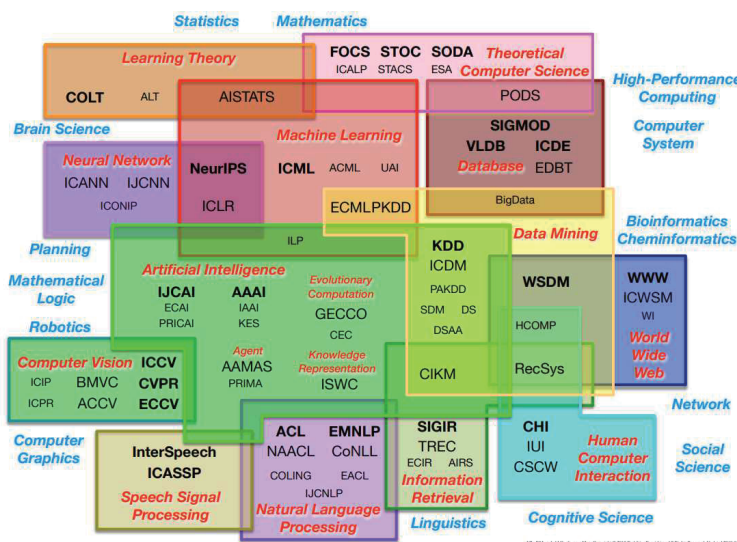 Statistics
Mathematics
Learning Theory
COLT ALT AISTATS
FOCS STOC SODA
ICALP STACS ESA
Theoretical
Computer Science
PODS
High-Performance
Computing
Computer
System
Brain Science
Machine Learning
ICML ACML UAI
ECMLPKDD
SIGMOD
VLDB ICDE
Database EDBT
BigData
Neural Network
ICANN IJCNN
ICONIP
NeurIPS
ICLR
ILP
Data Mining
Bioinformatics
Cheminformatics
Planning
Mathematical
Logic
Robotics
Artificial Intelligence
IJCAI AAAI
ECAI IAAI
PRICAI KES
Evolutionary
Computation
GECCO
CEC
Agent
AAMAS
PRIMA
Knowledge
Representation
ISWC
KDD
ICDM
PAKDD
SDM DS
DSAA
CIKM
WSDM
HCOMP
RecSys
WWW
ICWSM
WI
World
Wide
Web
Computer Vision
ICIP BMVC
ICPR ACCV
ICCV
CVPR
ECCV
Network
Computer
Graphics
InterSpeech
ICASSP
Speech Signal
Processing
ACL EMNLP
NAACL CoNLL
COLING EACL
IJCNLP
Natural Language
Processing
SIGIR
TREC
ECIR AIRS
Information
Retrieval
Linguistics
CHI
IUI
CSCW
Human
Computer
Interaction
Social
Science
Cognitive Science